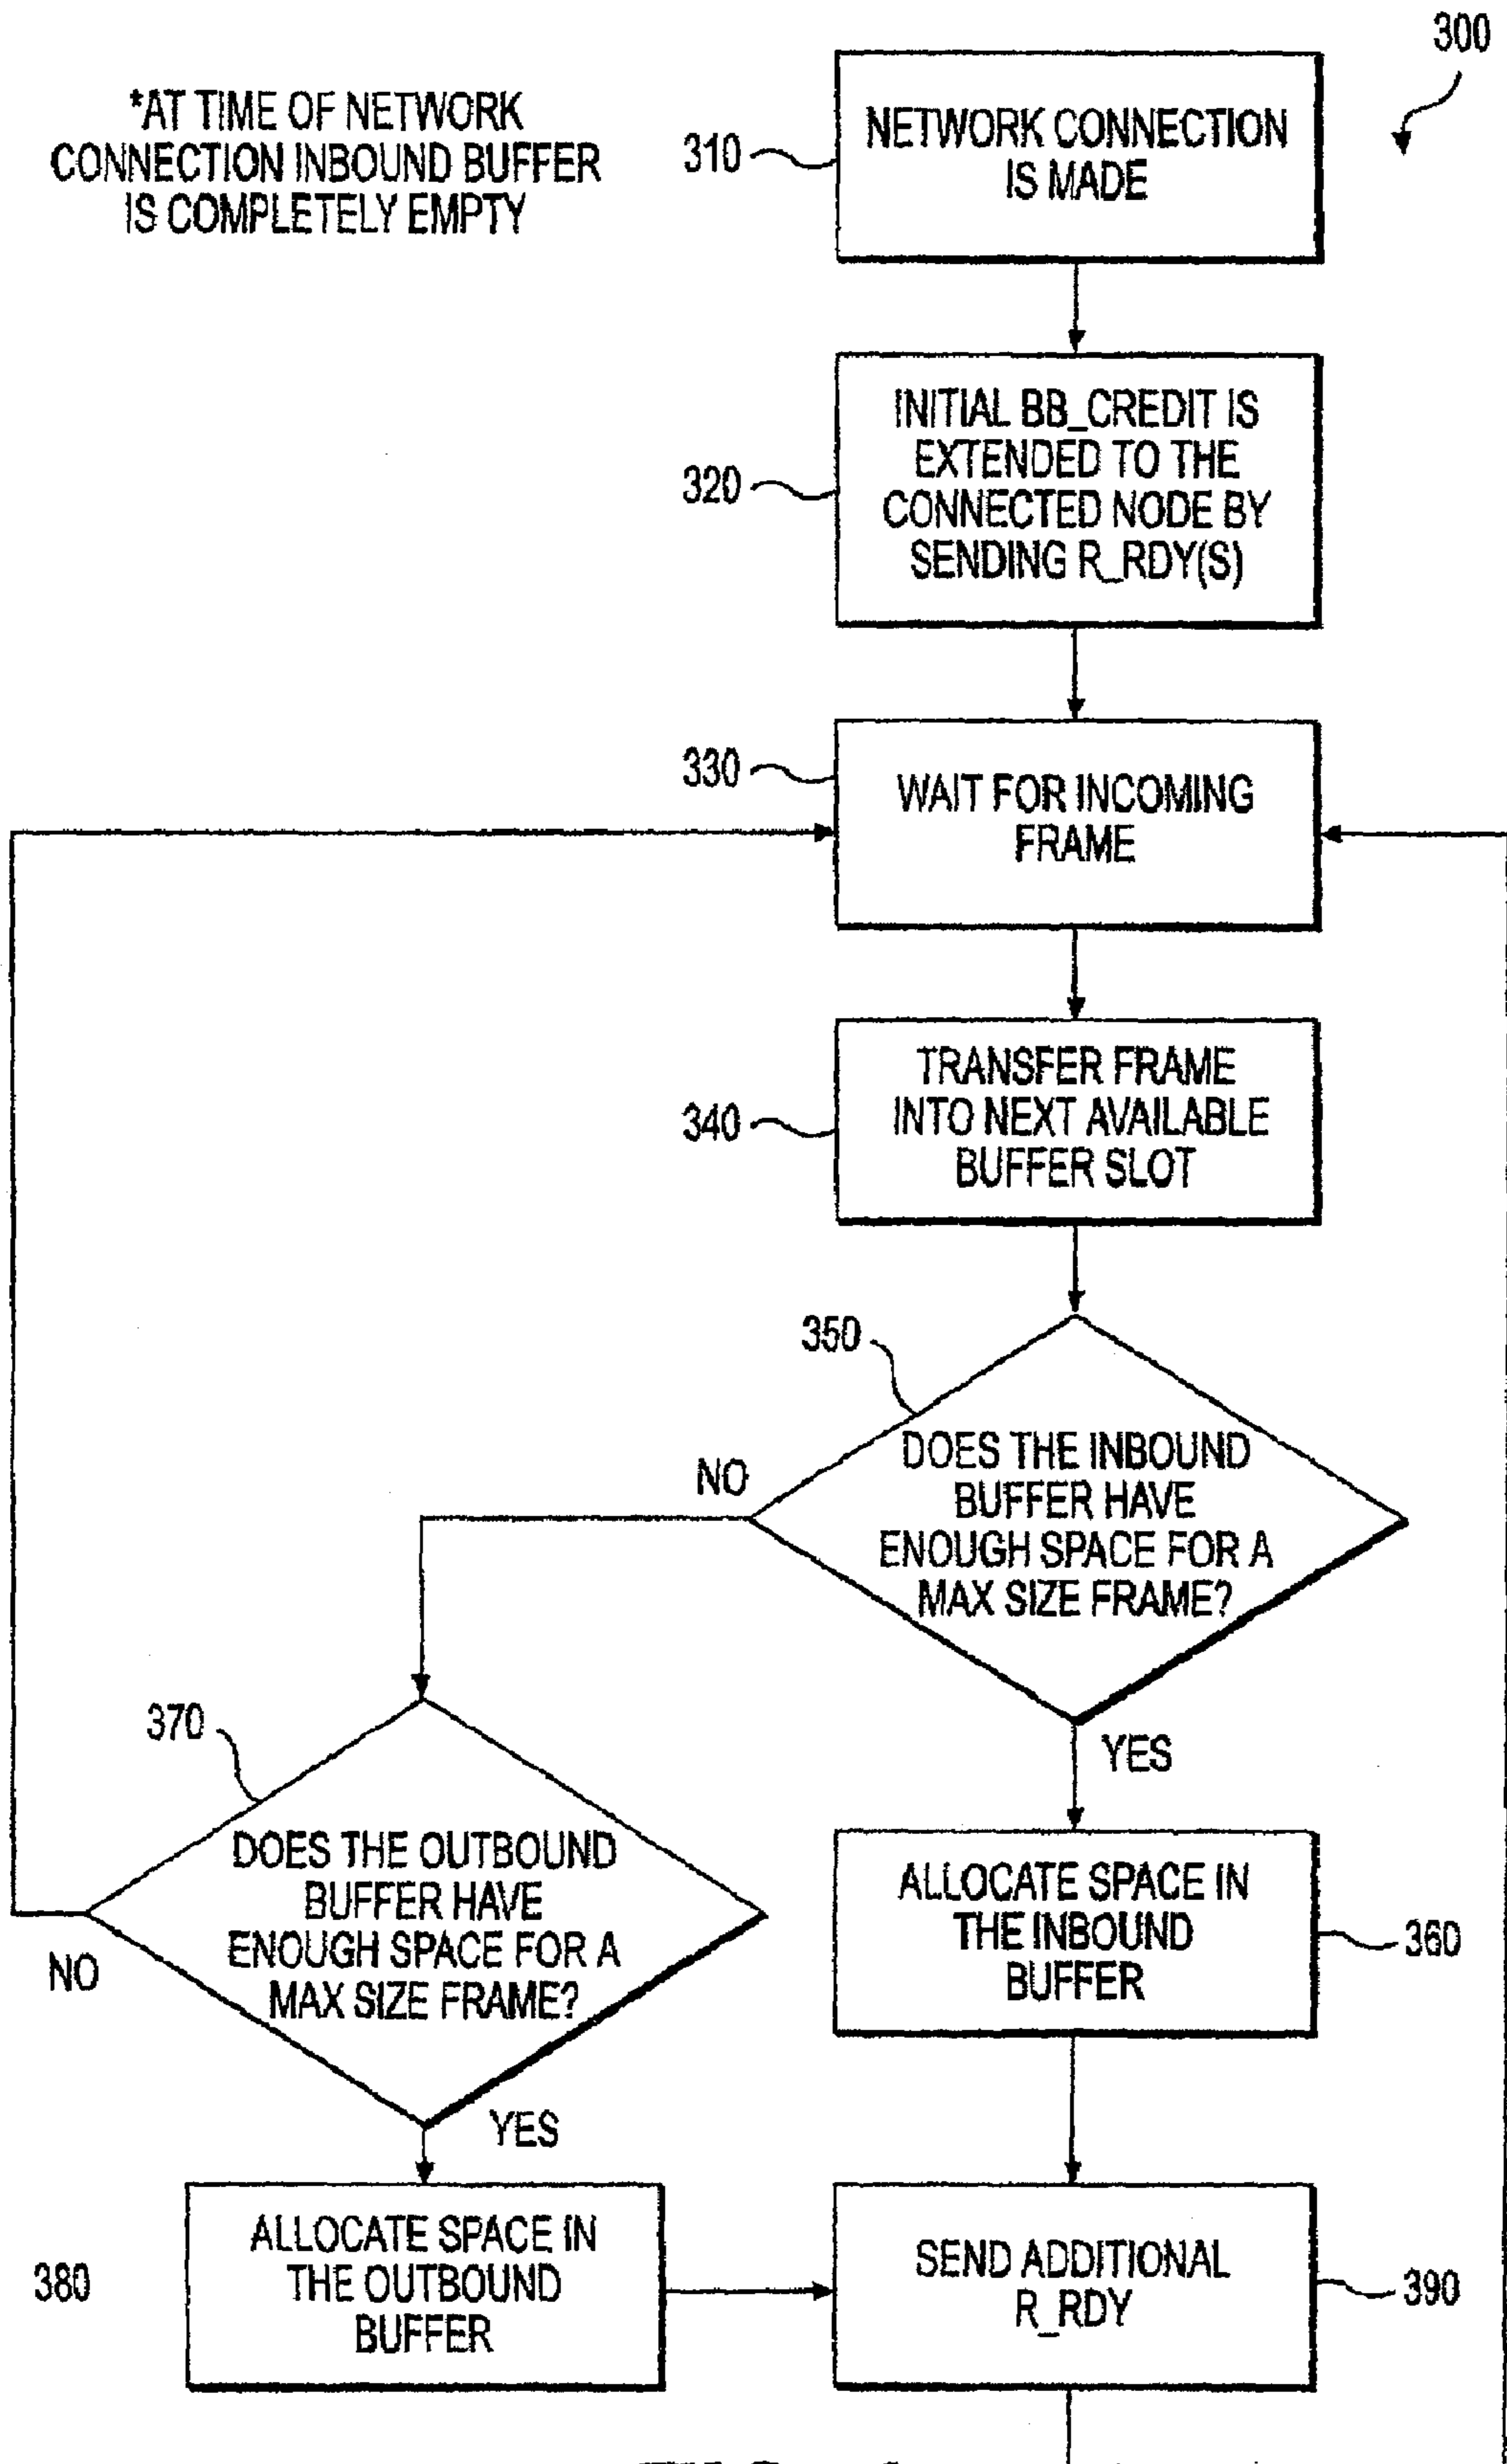 300
*AT TIME OF NETWORK
CONNECTION INBOUND BUFFER
IS COMPLETELY EMPTY
310
NETWORK CONNECTION
IS MADE
320
INITIAL BB_CREDIT IS
EXTENDED TO THE
CONNECTED NODE BY
SENDING R_RDY(S)
330
WAIT FOR INCOMING
FRAME
340
TRANSFER FRAME
INTO NEXT AVAILABLE
BUFFER SLOT
350
DOES THE INBOUND
BUFFER HAVE
ENOUGH SPACE FOR A
MAX SIZE FRAME?
NO
YES
370
DOES THE OUTBOUND
BUFFER HAVE
ENOUGH SPACE FOR A
MAX SIZE FRAME?
NO
YES
ALLOCATE SPACE IN
THE INBOUND
BUFFER
360
380
ALLOCATE SPACE IN
THE OUTBOUND
BUFFER
SEND ADDITIONAL
R_RDY
390